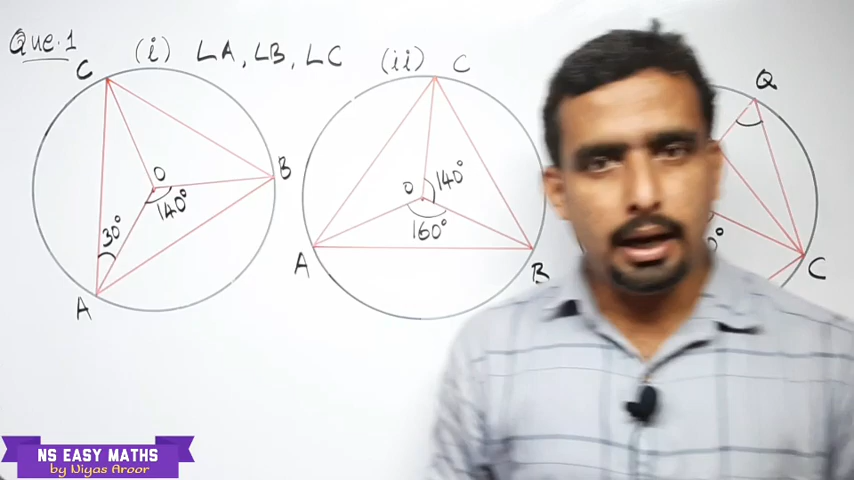 Que.1 (i) ∠A, ∠B, ∠C (ii)
C
O
B
140°
30°
A
C
O
140°
160°
A
B
Q
C
NS EASY MATHS
by Niyas Aroor